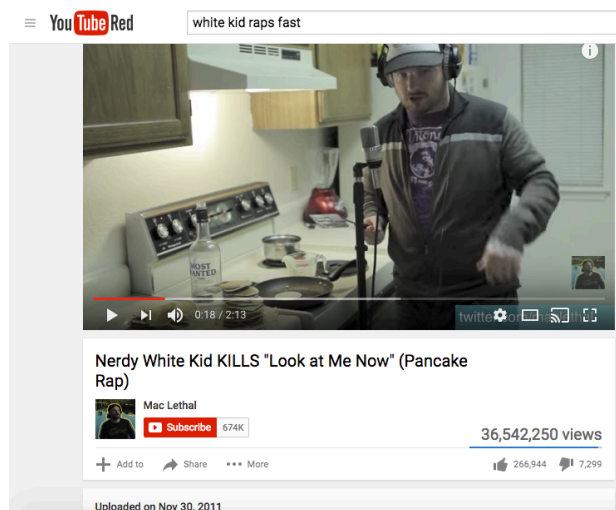 YouTube Red
white kid raps fast
MOST
WANTED
0:18 / 2:13
Nerdy White Kid KILLS "Look at Me Now" (Pancake
Rap)
Mac Lethal
Subscribe 674K
36,542,250 views
Add to Share More
266,944 7,299
Uploaded on Nov 30, 2011